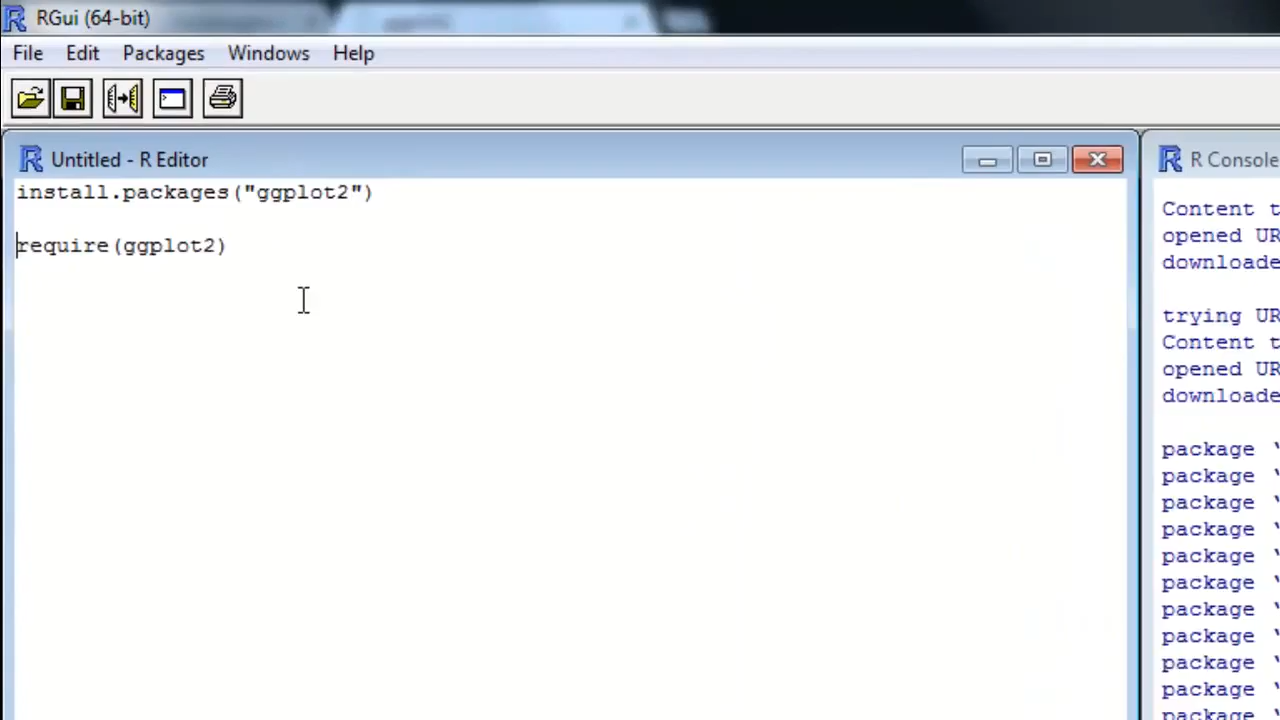 RGui (64-bit)
File Edit Packages Windows Help
Untitled - R Editor
install.packages("ggplot2")
require(ggplot2)
R Console
Content t
opened UR
downloade
trying UR
Content t
opened UR
downloade
package '
package '
package '
package '
package '
package '
package '
package '
package '
package '
package '